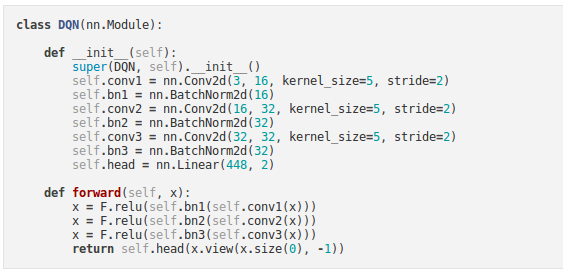 class DQN(nn.Module):
def __init__(self):
super(DQN, self).__init__()
self.conv1 = nn.Conv2d(3, 16, kernel_size=5, stride=2)
self.bn1 = nn.BatchNorm2d(16)
self.conv2 = nn.Conv2d(16, 32, kernel_size=5, stride=2)
self.bn2 = nn.BatchNorm2d(32)
self.conv3 = nn.Conv2d(32, 32, kernel_size=5, stride=2)
self.bn3 = nn.BatchNorm2d(32)
self.head = nn.Linear(448, 2)
def forward(self, x):
x = F.relu(self.bn1(self.conv1(x)))
x = F.relu(self.bn2(self.conv2(x)))
x = F.relu(self.bn3(self.conv3(x)))
return self.head(x.view(x.size(0), -1))